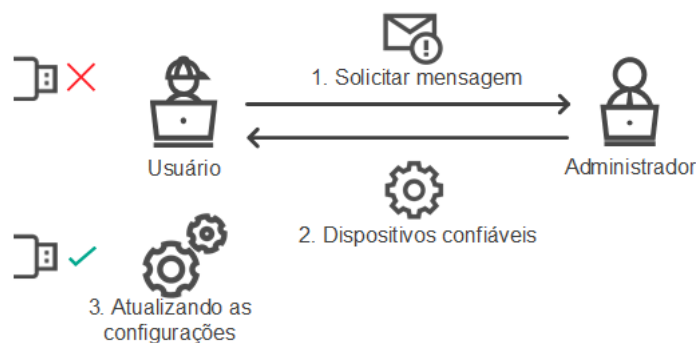 1. Solicitar mensagem
Usuário
Administrador
2. Dispositivos confiáveis
3. Atualizando as
configurações